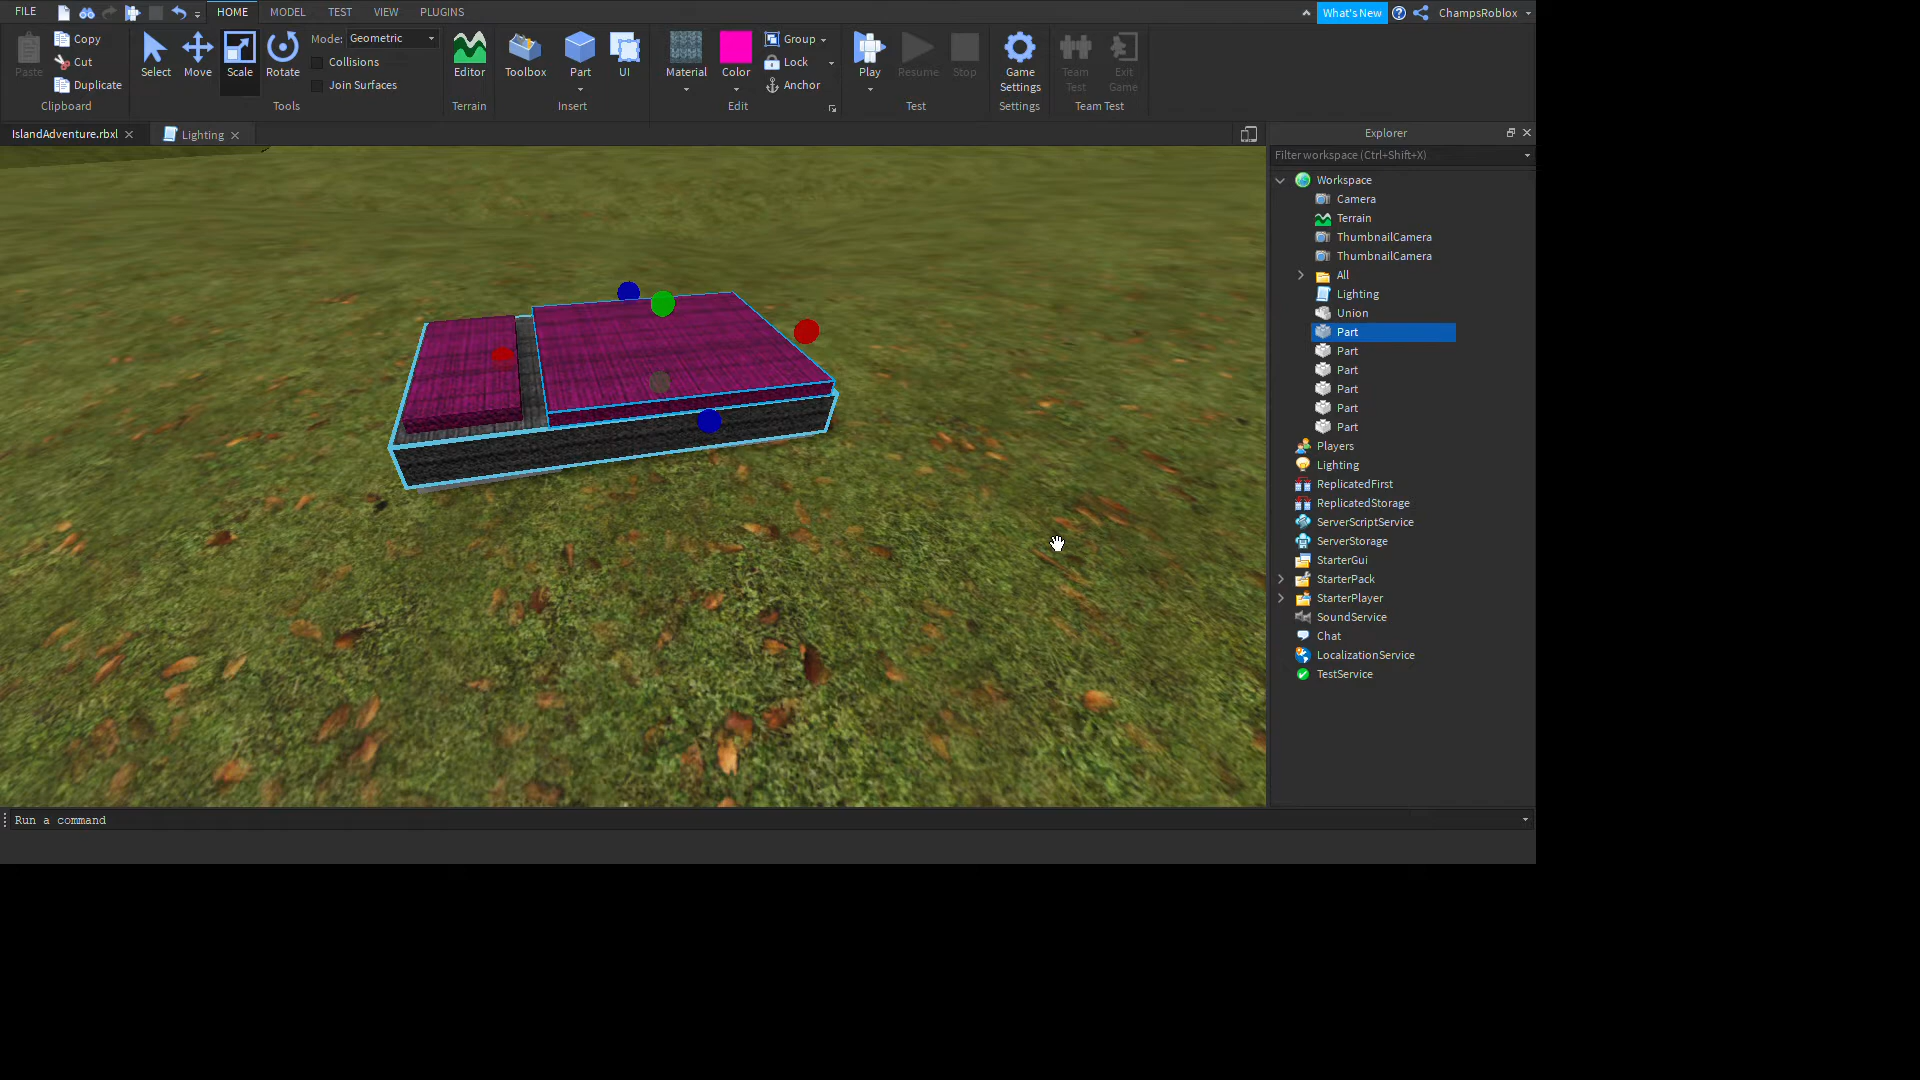 FILE HOME MODEL TEST VIEW PLUGINS What's New ChampsRoblox
Paste Copy Cut Duplicate Clipboard
Select Move Scale Rotate Mode: Geometric Collisions Join Surfaces Tools
Editor Terrain
Toolbox Part UI Insert
Material Color Group Lock Anchor Edit
Play Resume Stop Test
Game Settings Settings
Team Test Exit Game Team Test
IslandAdventure.rbxl Lighting
Explorer
Filter workspace (Ctrl+Shift+X)
Workspace
Camera
Terrain
ThumbnailCamera
ThumbnailCamera
All
Lighting
Union
Part
Part
Part
Part
Part
Part
Players
Lighting
ReplicatedFirst
ReplicatedStorage
ServerScriptService
ServerStorage
StarterGui
StarterPack
StarterPlayer
SoundService
Chat
LocalizationService
TestService
Run a command